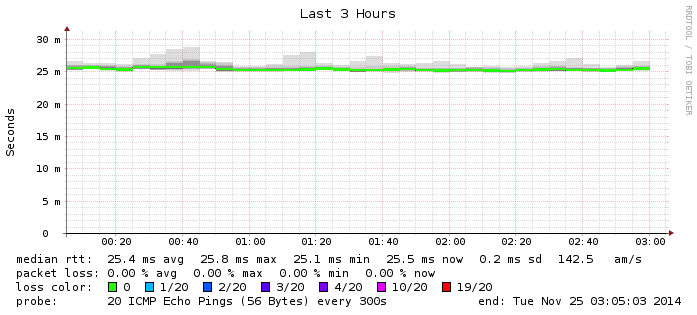 Last 3 Hours
RRDTOOL / TOBI OETIKER
Seconds
30 m
25 m
20 m
15 m
10 m
5 m
0
00:20 00:40 01:00 01:20 01:40 02:00 02:20 02:40 03:00
median rtt: 25.4 ms avg 25.8 ms max 25.1 ms min 25.5 ms now 0.2 ms sd 142.5 am/s
packet loss: 0.00 % avg 0.00 % max 0.00 % min 0.00 % now
loss color: 0 1/20 2/20 3/20 4/20 10/20 19/20
probe: 20 ICMP Echo Pings (56 Bytes) every 300s end: Tue Nov 25 03:05:03 2014